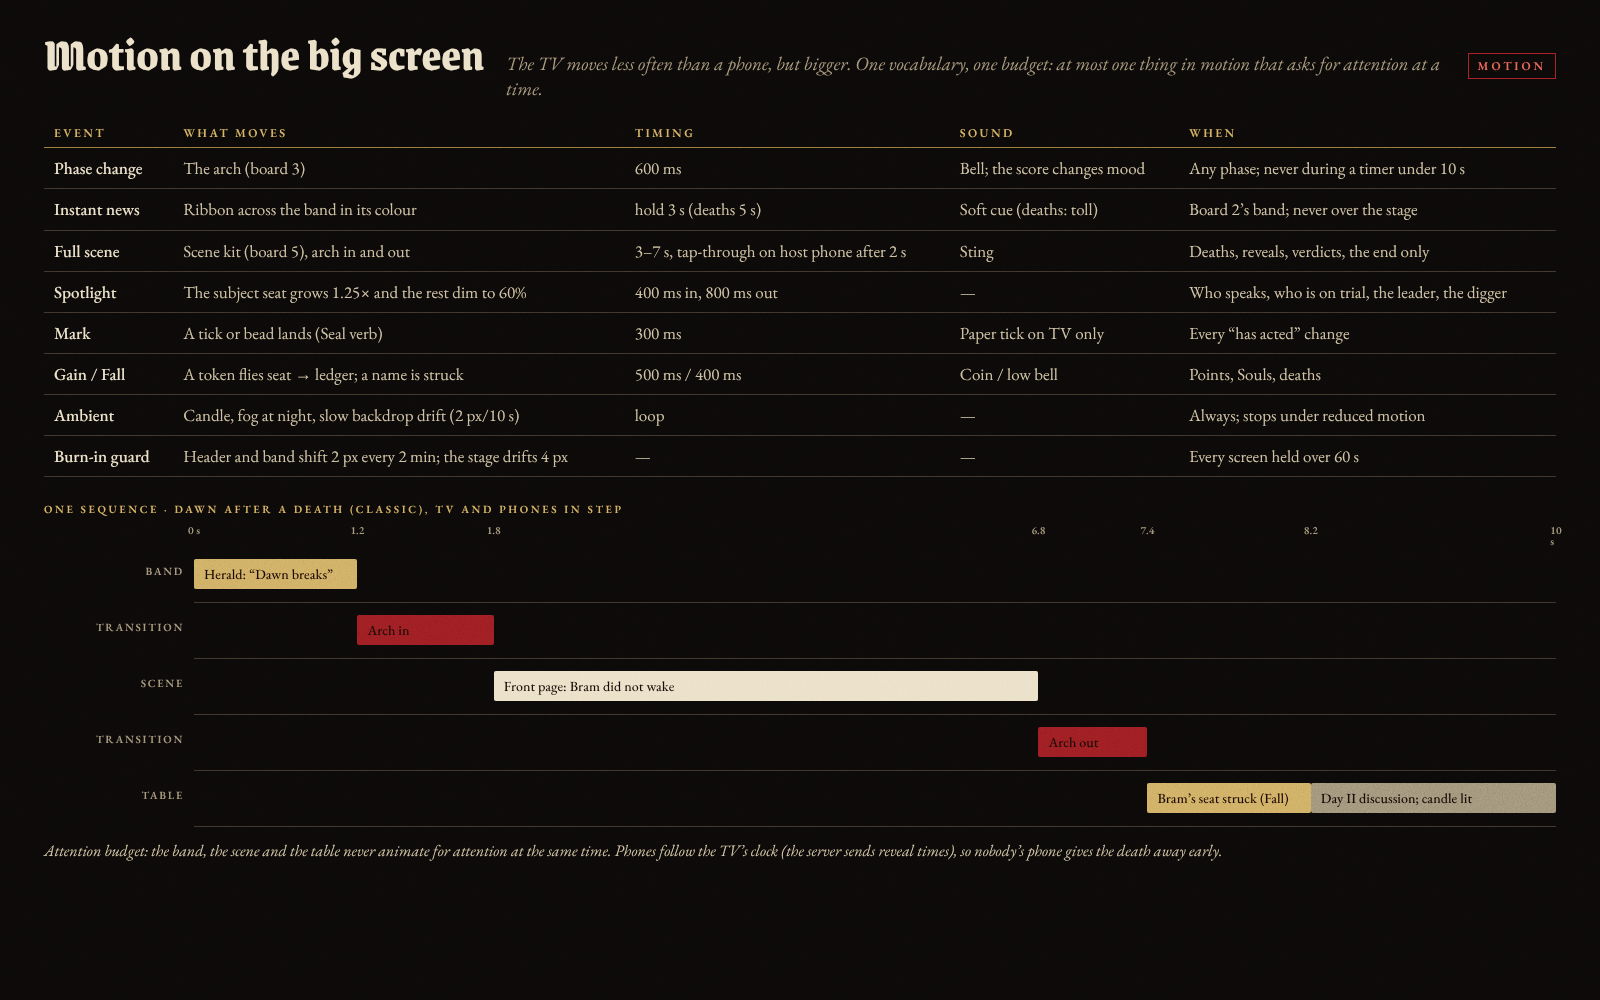 Motion on the big screen
The TV moves less often than a phone, but bigger. One vocabulary, one budget: at most one thing in motion that asks for attention at a
time.
MOTION
EVENT WHAT MOVES TIMING SOUND WHEN
Phase change The arch (board 3) 600 ms Bell; the score changes mood Any phase; never during a timer under 10 s
Instant news Ribbon across the band in its colour hold 3 s (deaths 5 s) Soft cue (deaths: toll) Board 2’s band; never over the stage
Full scene Scene kit (board 5), arch in and out 3–7 s, tap-through on host phone after 2 s Sting Deaths, reveals, verdicts, the end only
Spotlight The subject seat grows 1.25× and the rest dim to 60% 400 ms in, 800 ms out — Who speaks, who is on trial, the leader, the digger
Mark A tick or bead lands (Seal verb) 300 ms Paper tick on TV only Every “has acted” change
Gain / Fall A token flies seat → ledger; a name is struck 500 ms / 400 ms Coin / low bell Points, Souls, deaths
Ambient Candle, fog at night, slow backdrop drift (2 px/10 s) loop — Always; stops under reduced motion
Burn-in guard Header and band shift 2 px every 2 min; the stage drifts 4 px — — Every screen held over 60 s
ONE SEQUENCE · DAWN AFTER A DEATH (CLASSIC), TV AND PHONES IN STEP
0 s 1.2 1.8 6.8 7.4 8.2 10
s
BAND Herald: “Dawn breaks”
TRANSITION Arch in
SCENE Front page: Bram did not wake
TRANSITION Arch out
TABLE Bram’s seat struck (Fall) Day II discussion; candle lit
Attention budget: the band, the scene and the table never animate for attention at the same time. Phones follow the TV’s clock (the server sends reveal times), so nobody’s phone gives the death away early.